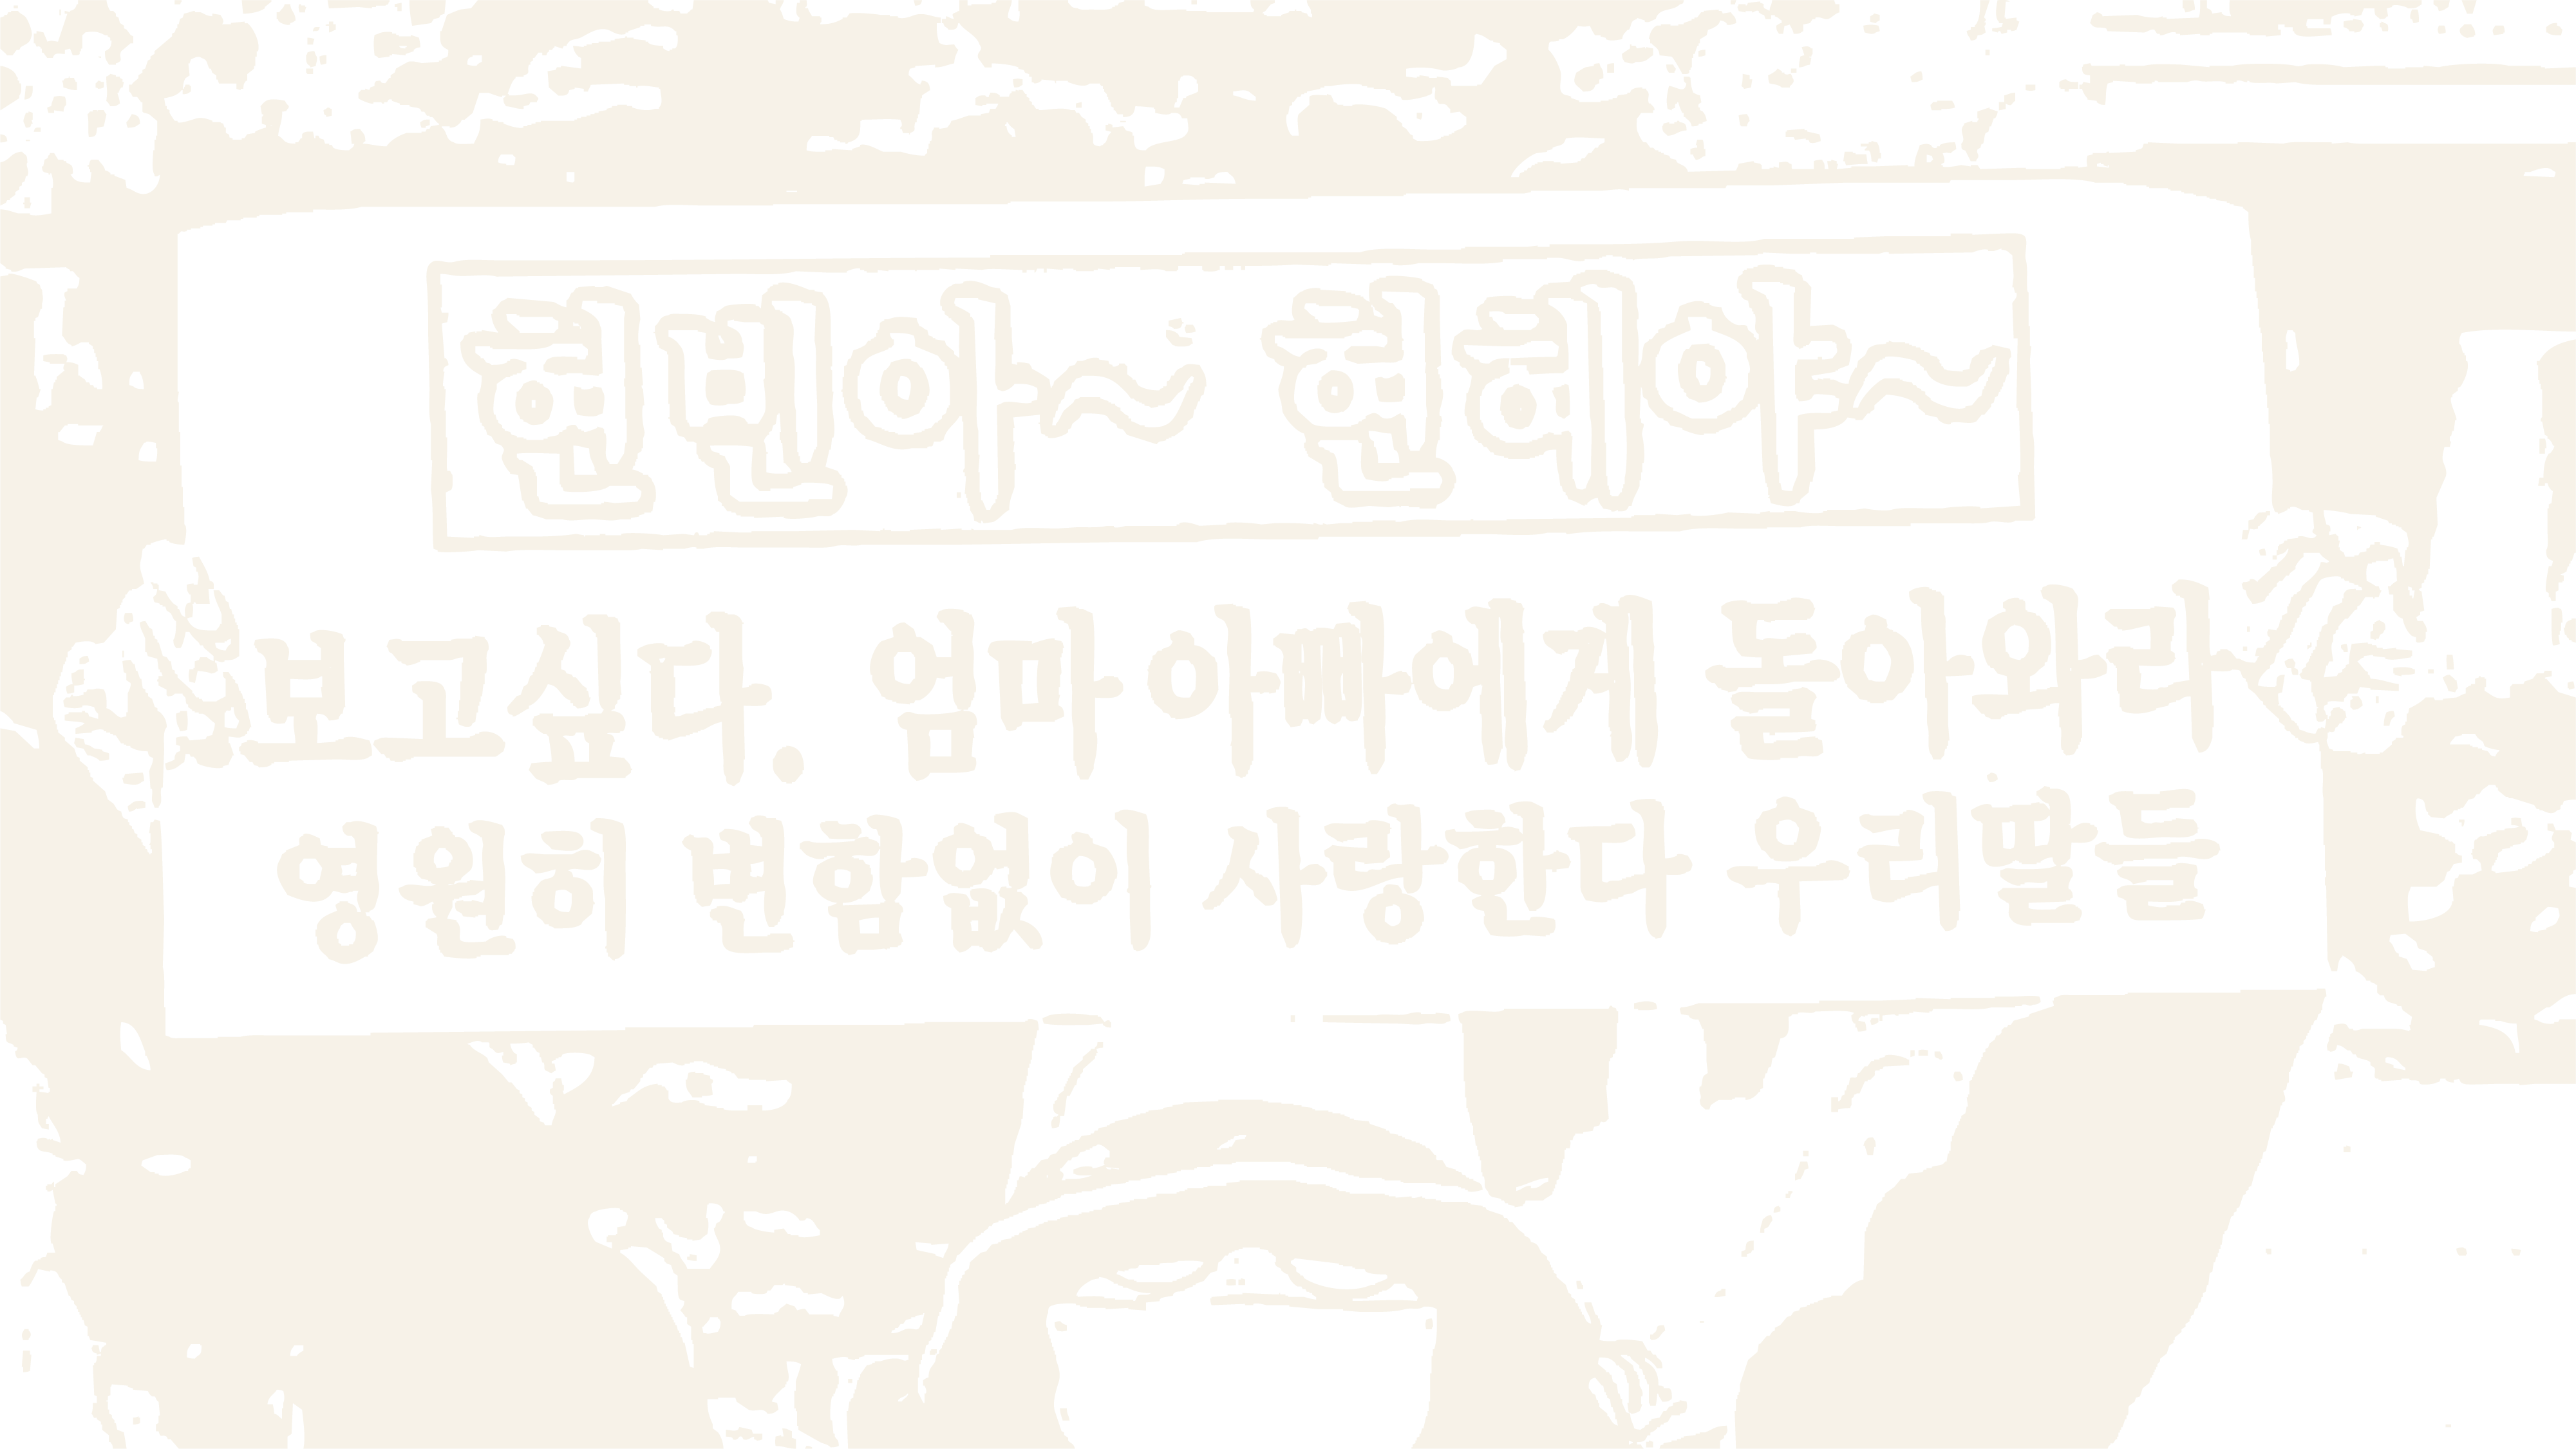 현빈아~ 현혜야~
보고싶다. 엄마 아빠에게 돌아와라
영원히 변함없이 사랑한다 우리딸들